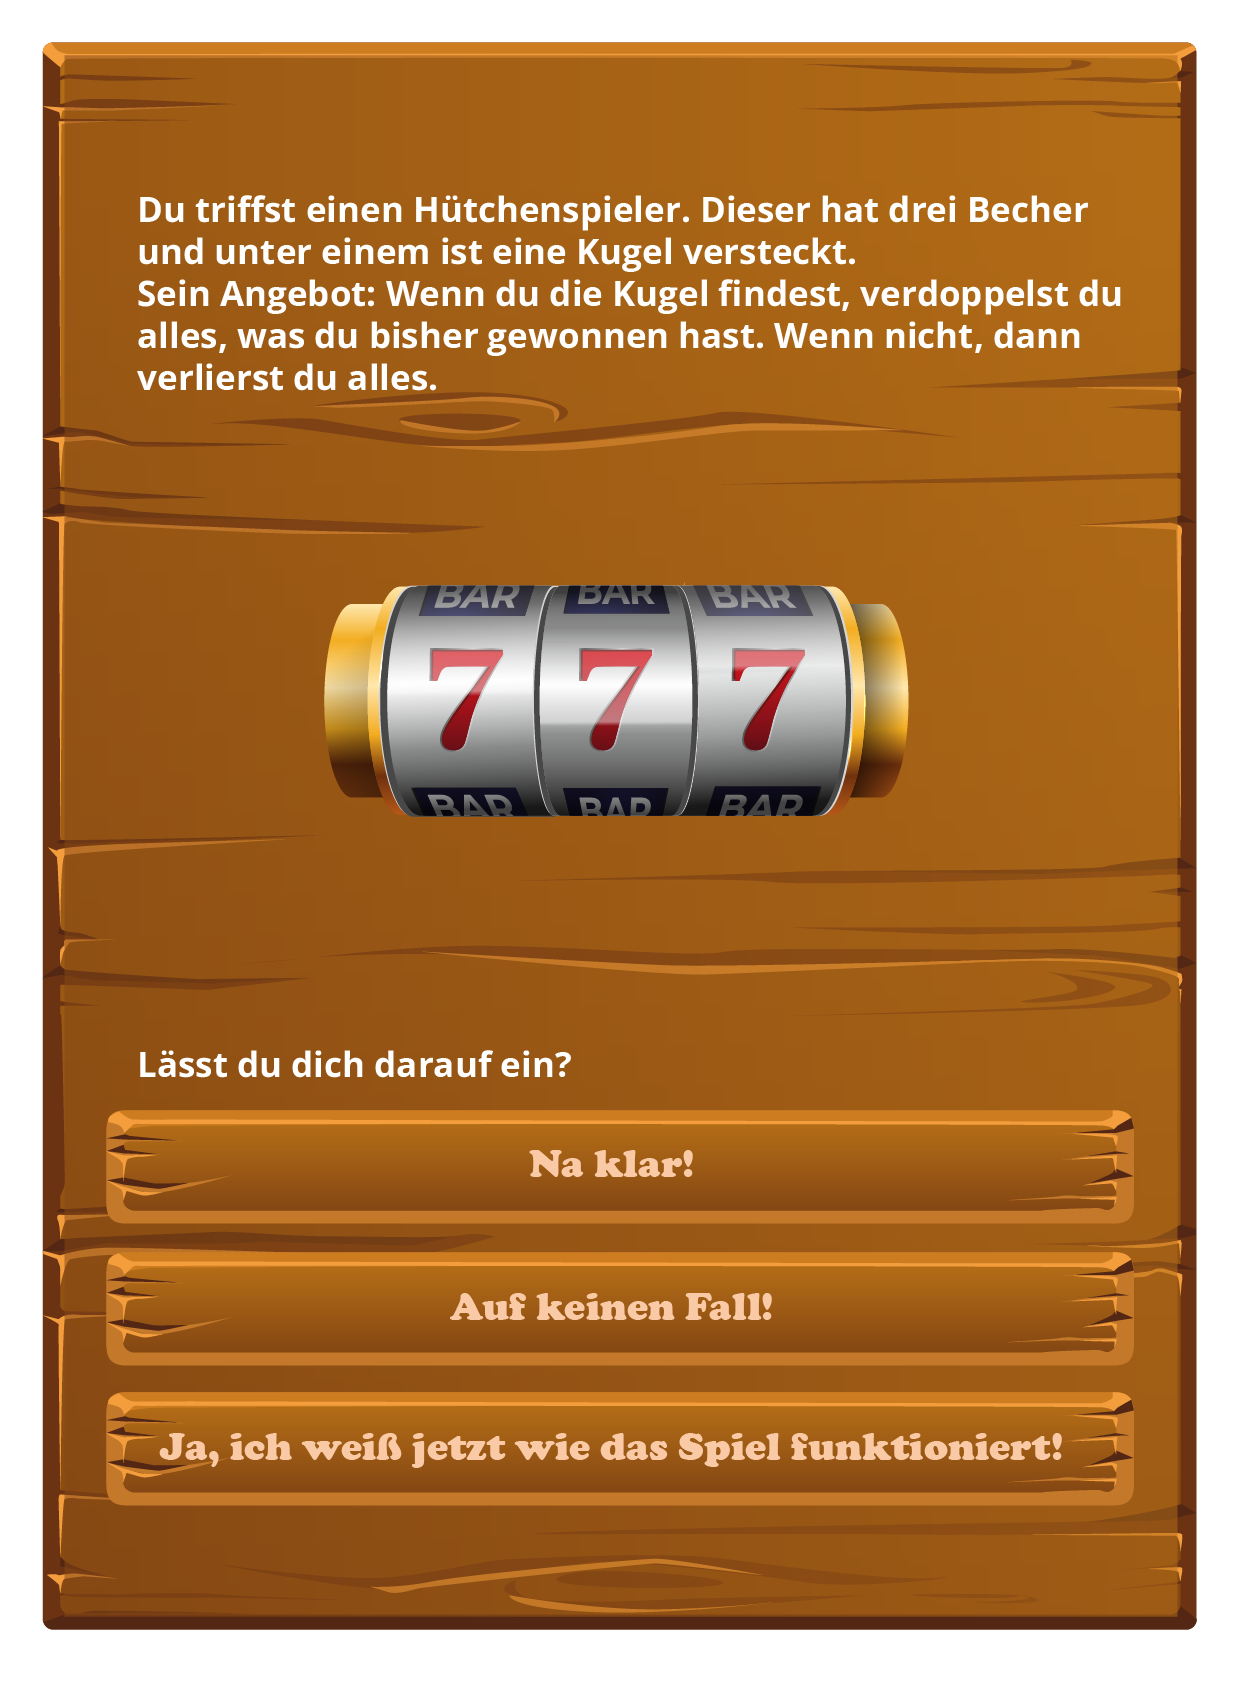 Du triffst einen Hütchenspieler. Dieser hat drei Becher
und unter einem ist eine Kugel versteckt.
Sein Angebot: Wenn du die Kugel findest, verdoppelst du
alles, was du bisher gewonnen hast. Wenn nicht, dann
verlierst du alles.
BAR BAR BAR
7 7 7
BAR BAR BAR
Lässt du dich darauf ein?
Na klar!
Auf keinen Fall!
Ja, ich weiß jetzt wie das Spiel funktioniert!